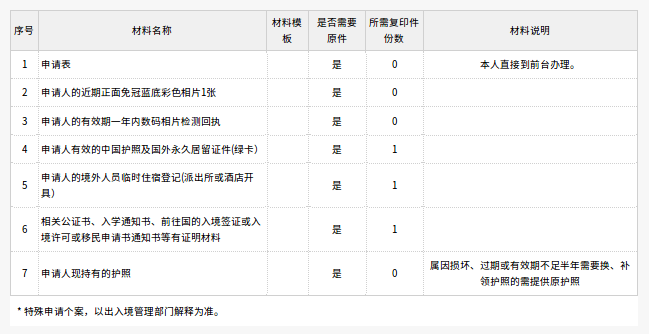 序号 材料名称 材料模板 是否需要原件 所需复印件份数 材料说明
1 申请表 是 0 本人直接到前台办理。
2 申请人的近期正面免冠蓝底彩色相片1张 是 0
3 申请人的有效期一年内数码相片检测回执 是 0
4 申请人有效的中国护照及国外永久居留证件(绿卡) 是 1
5 申请人的境外人员临时住宿登记(派出所或酒店开
具) 是 1
6 相关公证书、入学通知书、前往国的入境签证或入
境许可或移民申请书通知书等有证明材料 是 1
7 申请人现持有的护照 是 0 属因损坏、过期或有效期不足半年需要换、补
领护照的需提供原护照
* 特殊申请个案，以出入境管理部门解释为准。